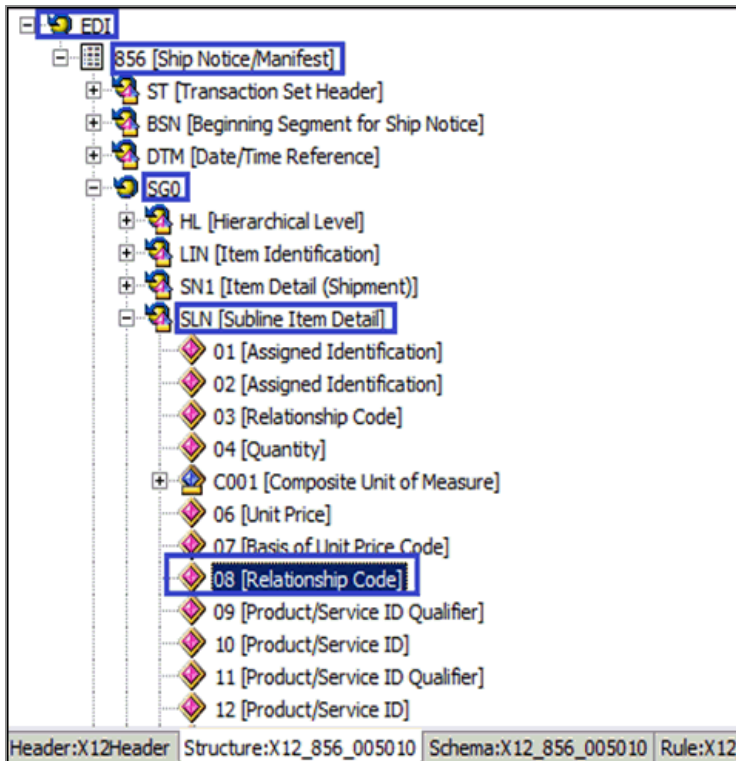 EDI
856 [Ship Notice/Manifest]
ST [Transaction Set Header]
BSN [Beginning Segment for Ship Notice]
DTM [Date/Time Reference]
SG0
HL [Hierarchical Level]
LIN [Item Identification]
SN1 [Item Detail (Shipment)]
SLN [Subline Item Detail]
01 [Assigned Identification]
02 [Assigned Identification]
03 [Relationship Code]
04 [Quantity]
C001 [Composite Unit of Measure]
06 [Unit Price]
07 [Basis of Unit Price Code]
08 [Relationship Code]
09 [Product/Service ID Qualifier]
10 [Product/Service ID]
11 [Product/Service ID Qualifier]
12 [Product/Service ID]
Header:X12Header Structure:X12_856_005010 Schema:X12_856_005010 Rule:X12